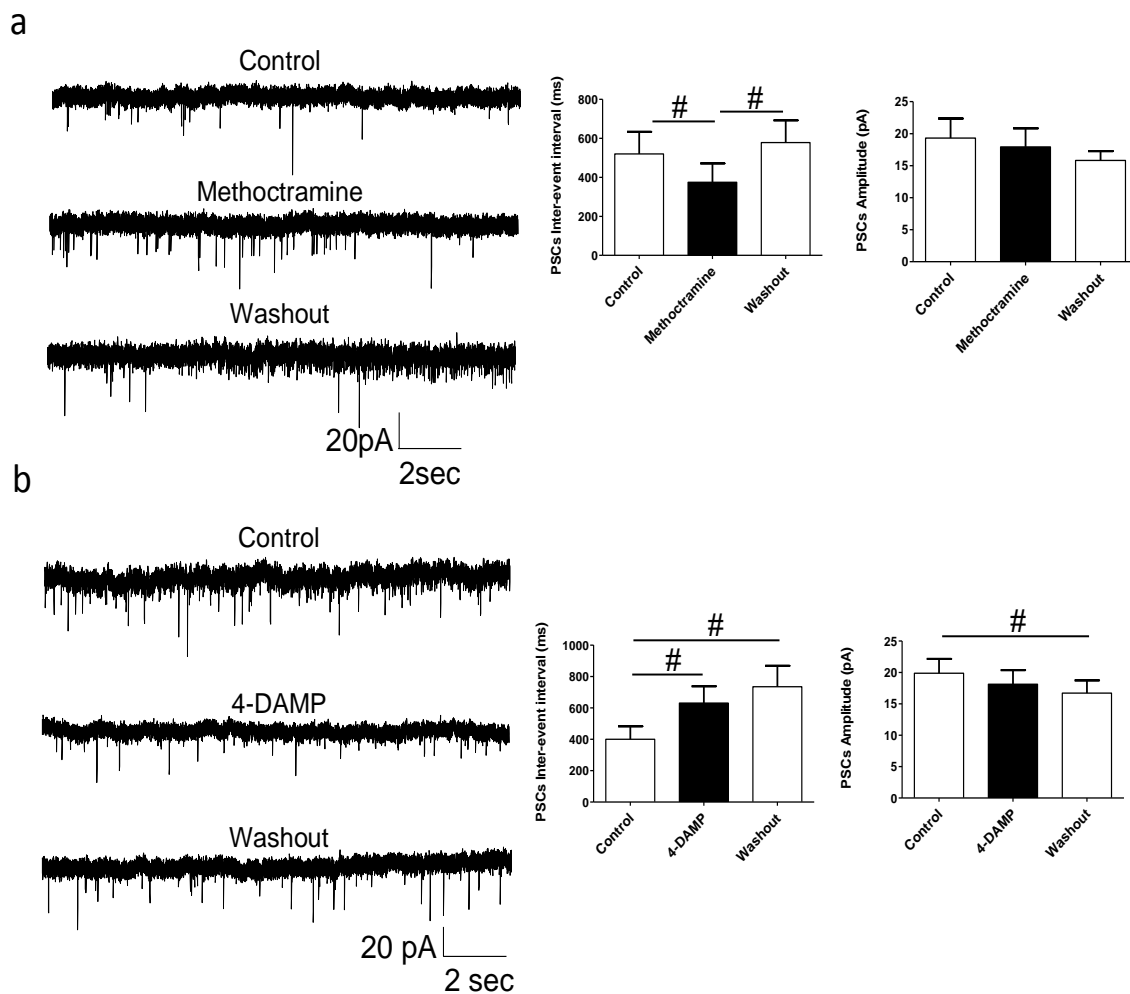 a
Control
Methoctramine
Washout
20pA
2sec
PSCs Inter-event interval (ms)
800
600
400
200
0
# #
Control
Methoctramine
Washout
PSCs Amplitude (pA)
25
20
15
10
5
0
Control
Methoctramine
Washout
b
Control
4-DAMP
Washout
20 pA
2 sec
PSCs Inter-event interval (ms)
1000
800
600
400
200
0
#
#
Control
4-DAMP
Washout
PSCs Amplitude (pA)
25
20
15
10
5
0
#
Control
4-DAMP
Washout